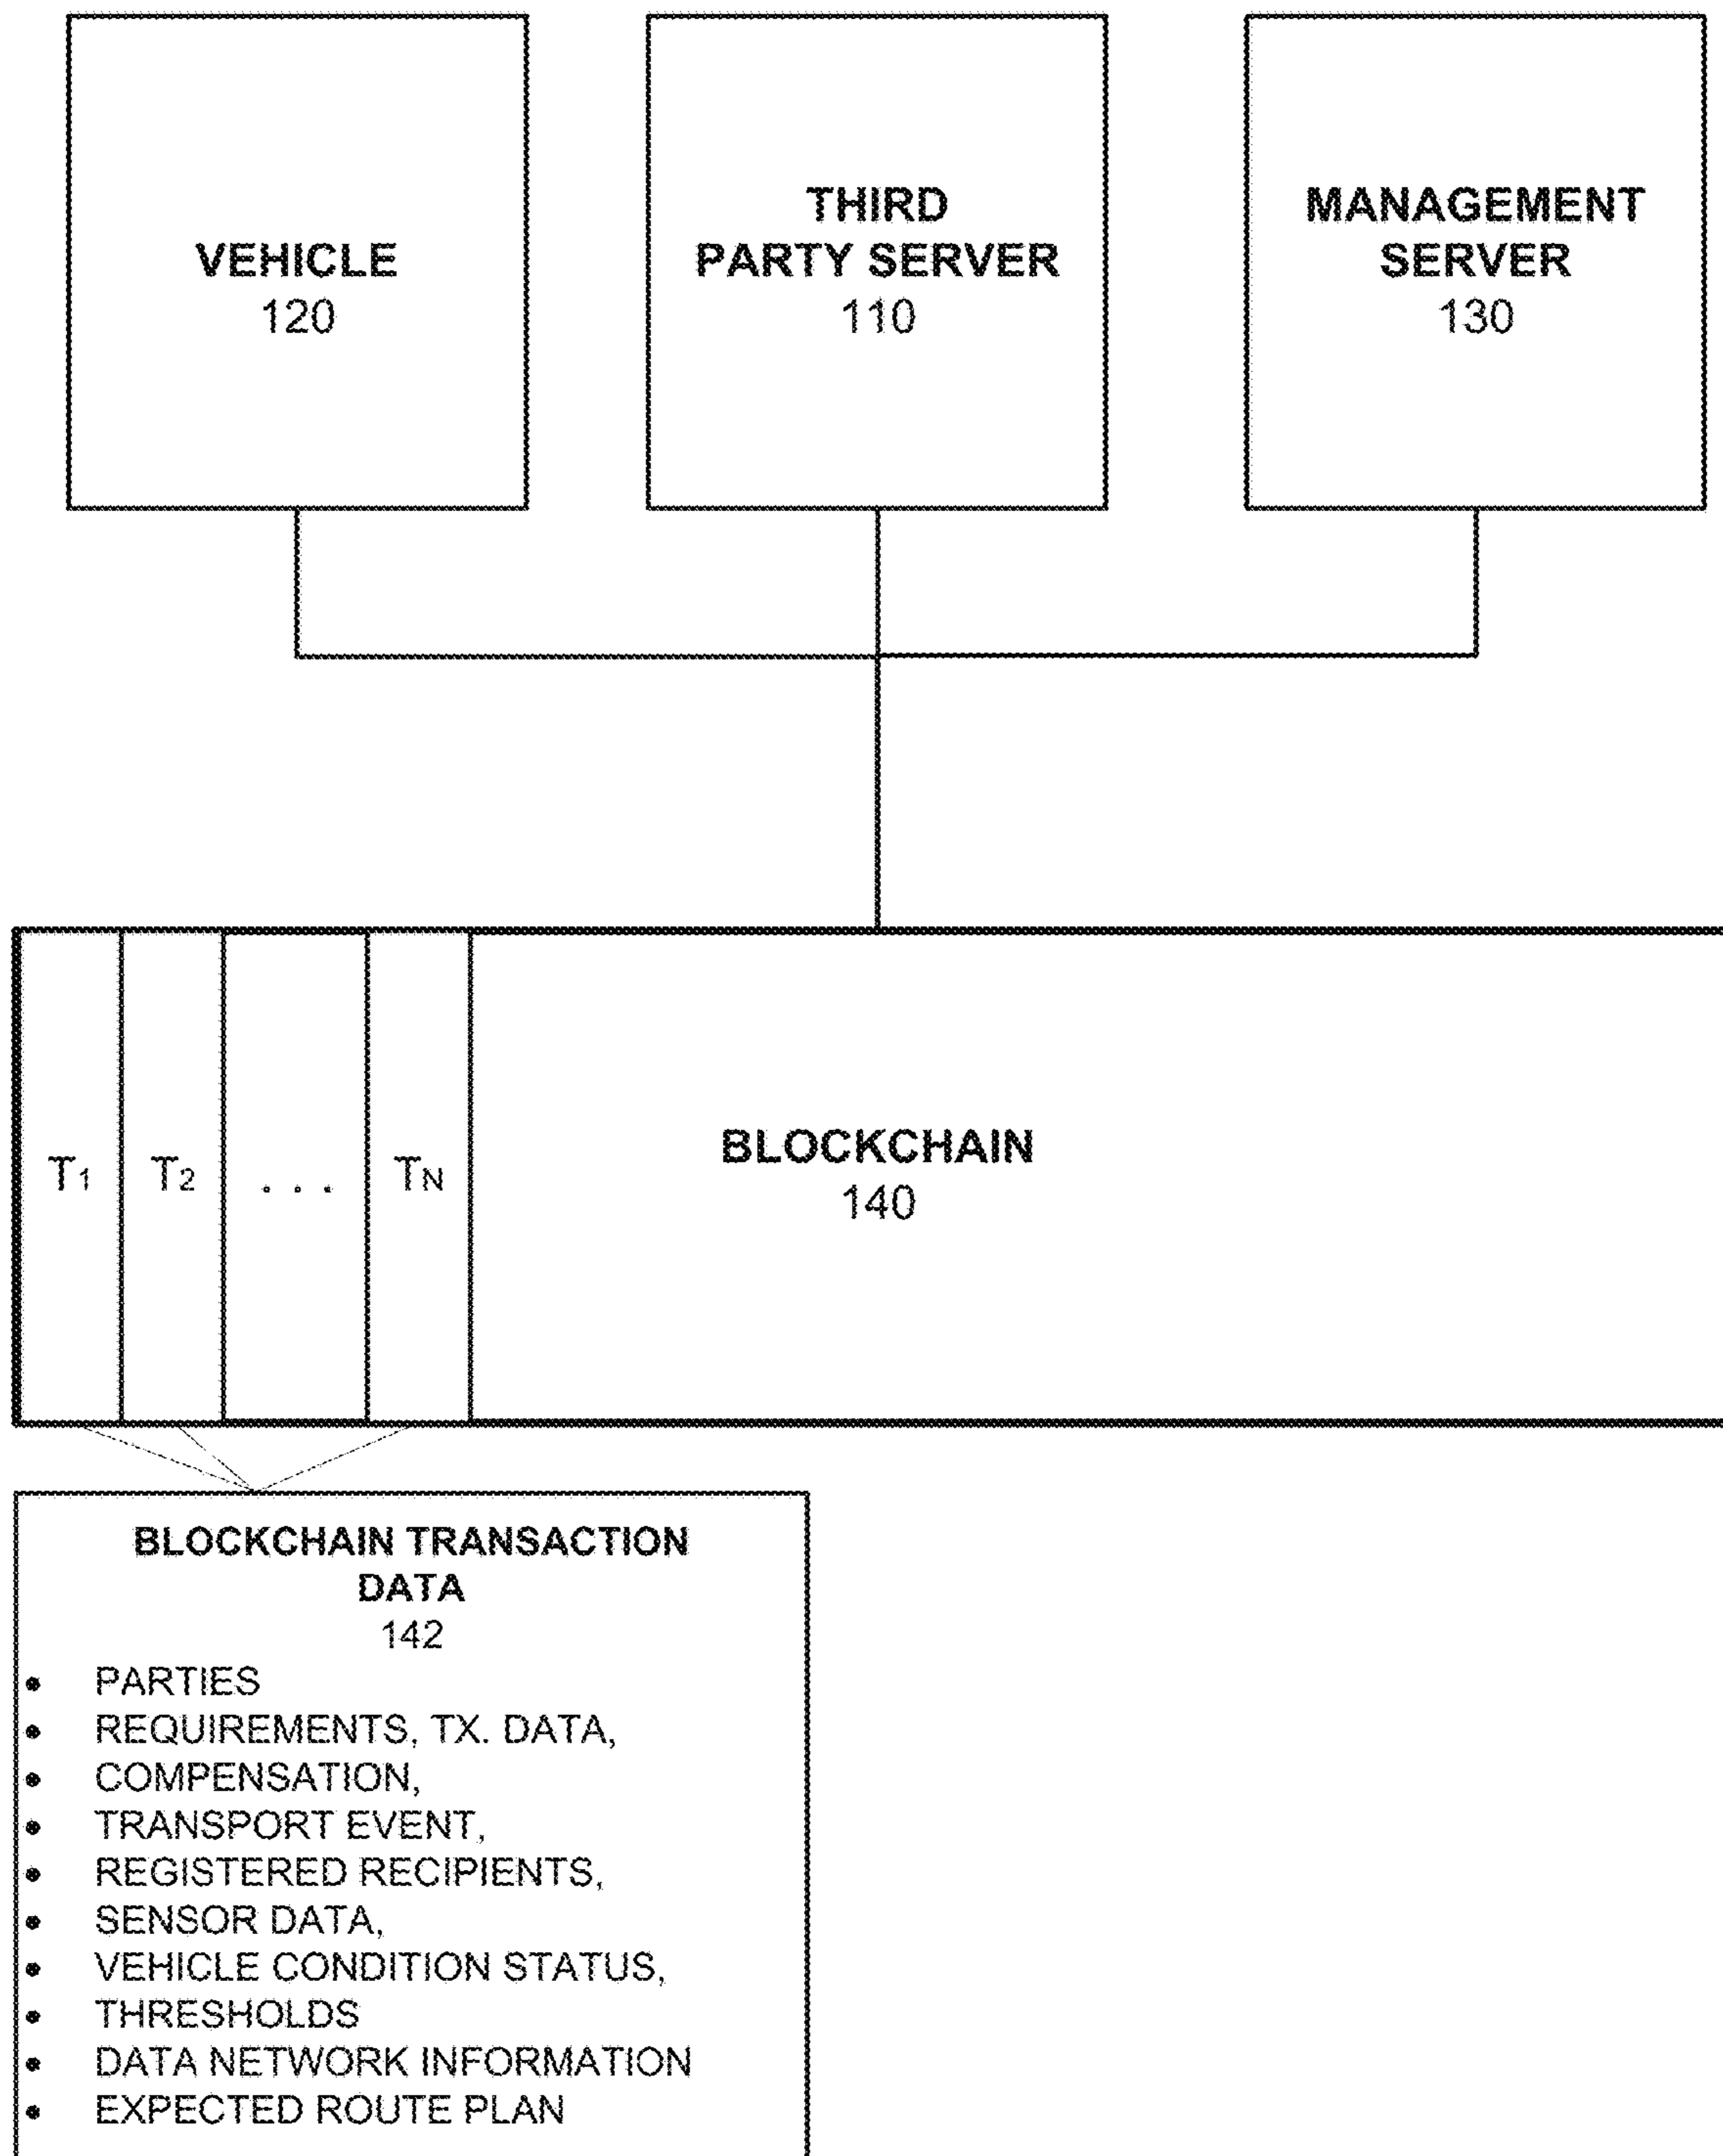 VEHICLE
120
THIRD
PARTY SERVER
110
MANAGEMENT
SERVER
130
T1
T2
...
TN
BLOCKCHAIN
140
BLOCKCHAIN TRANSACTION
DATA
142
• PARTIES
• REQUIREMENTS, TX. DATA,
• COMPENSATION,
• TRANSPORT EVENT,
• REGISTERED RECIPIENTS,
• SENSOR DATA,
• VEHICLE CONDITION STATUS,
• THRESHOLDS
• DATA NETWORK INFORMATION
• EXPECTED ROUTE PLAN